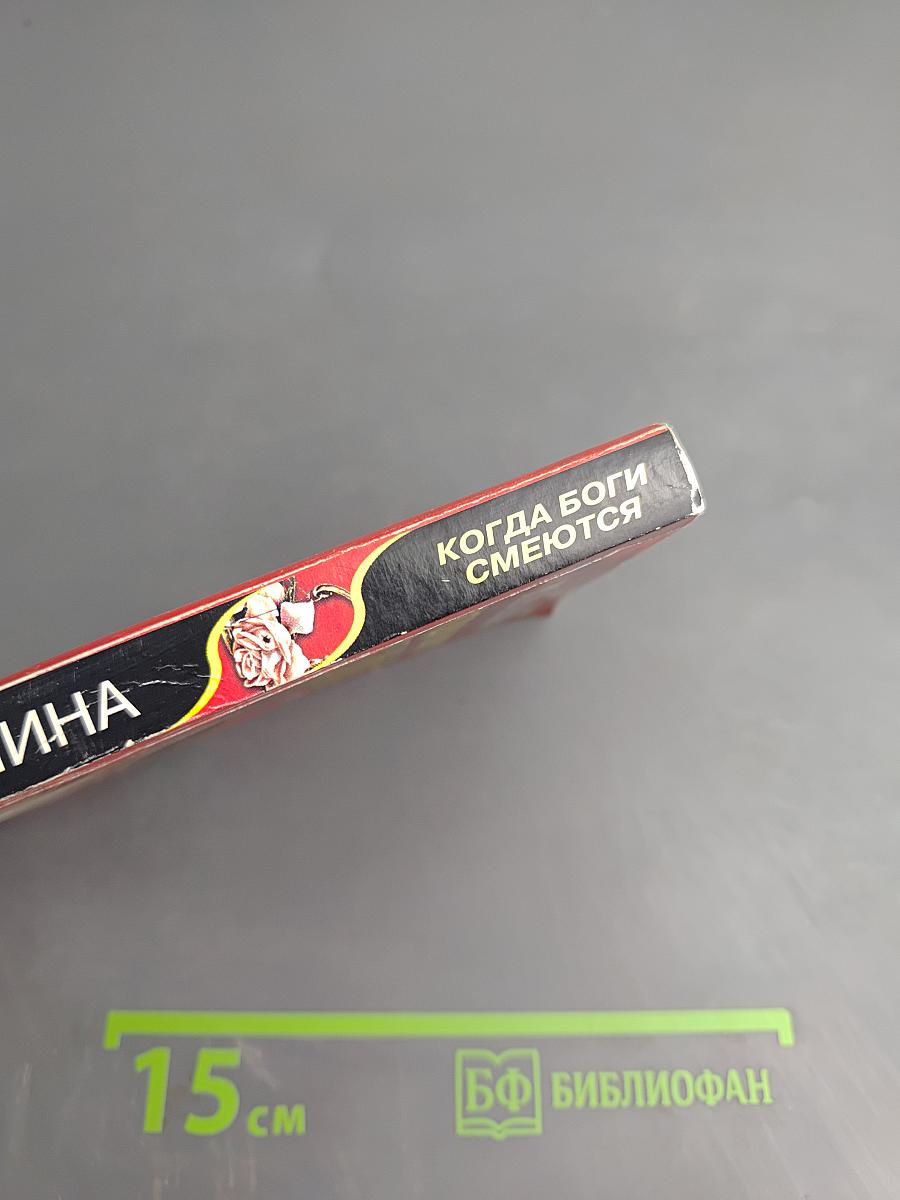 КОГДА БОГИ
СМЕЮТСЯ
ИНА
15 см
БФ БИБЛИОФАН